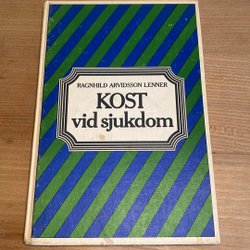 RAGNHILD ARVIDSSON LENNER
KOST
vid sjukdom